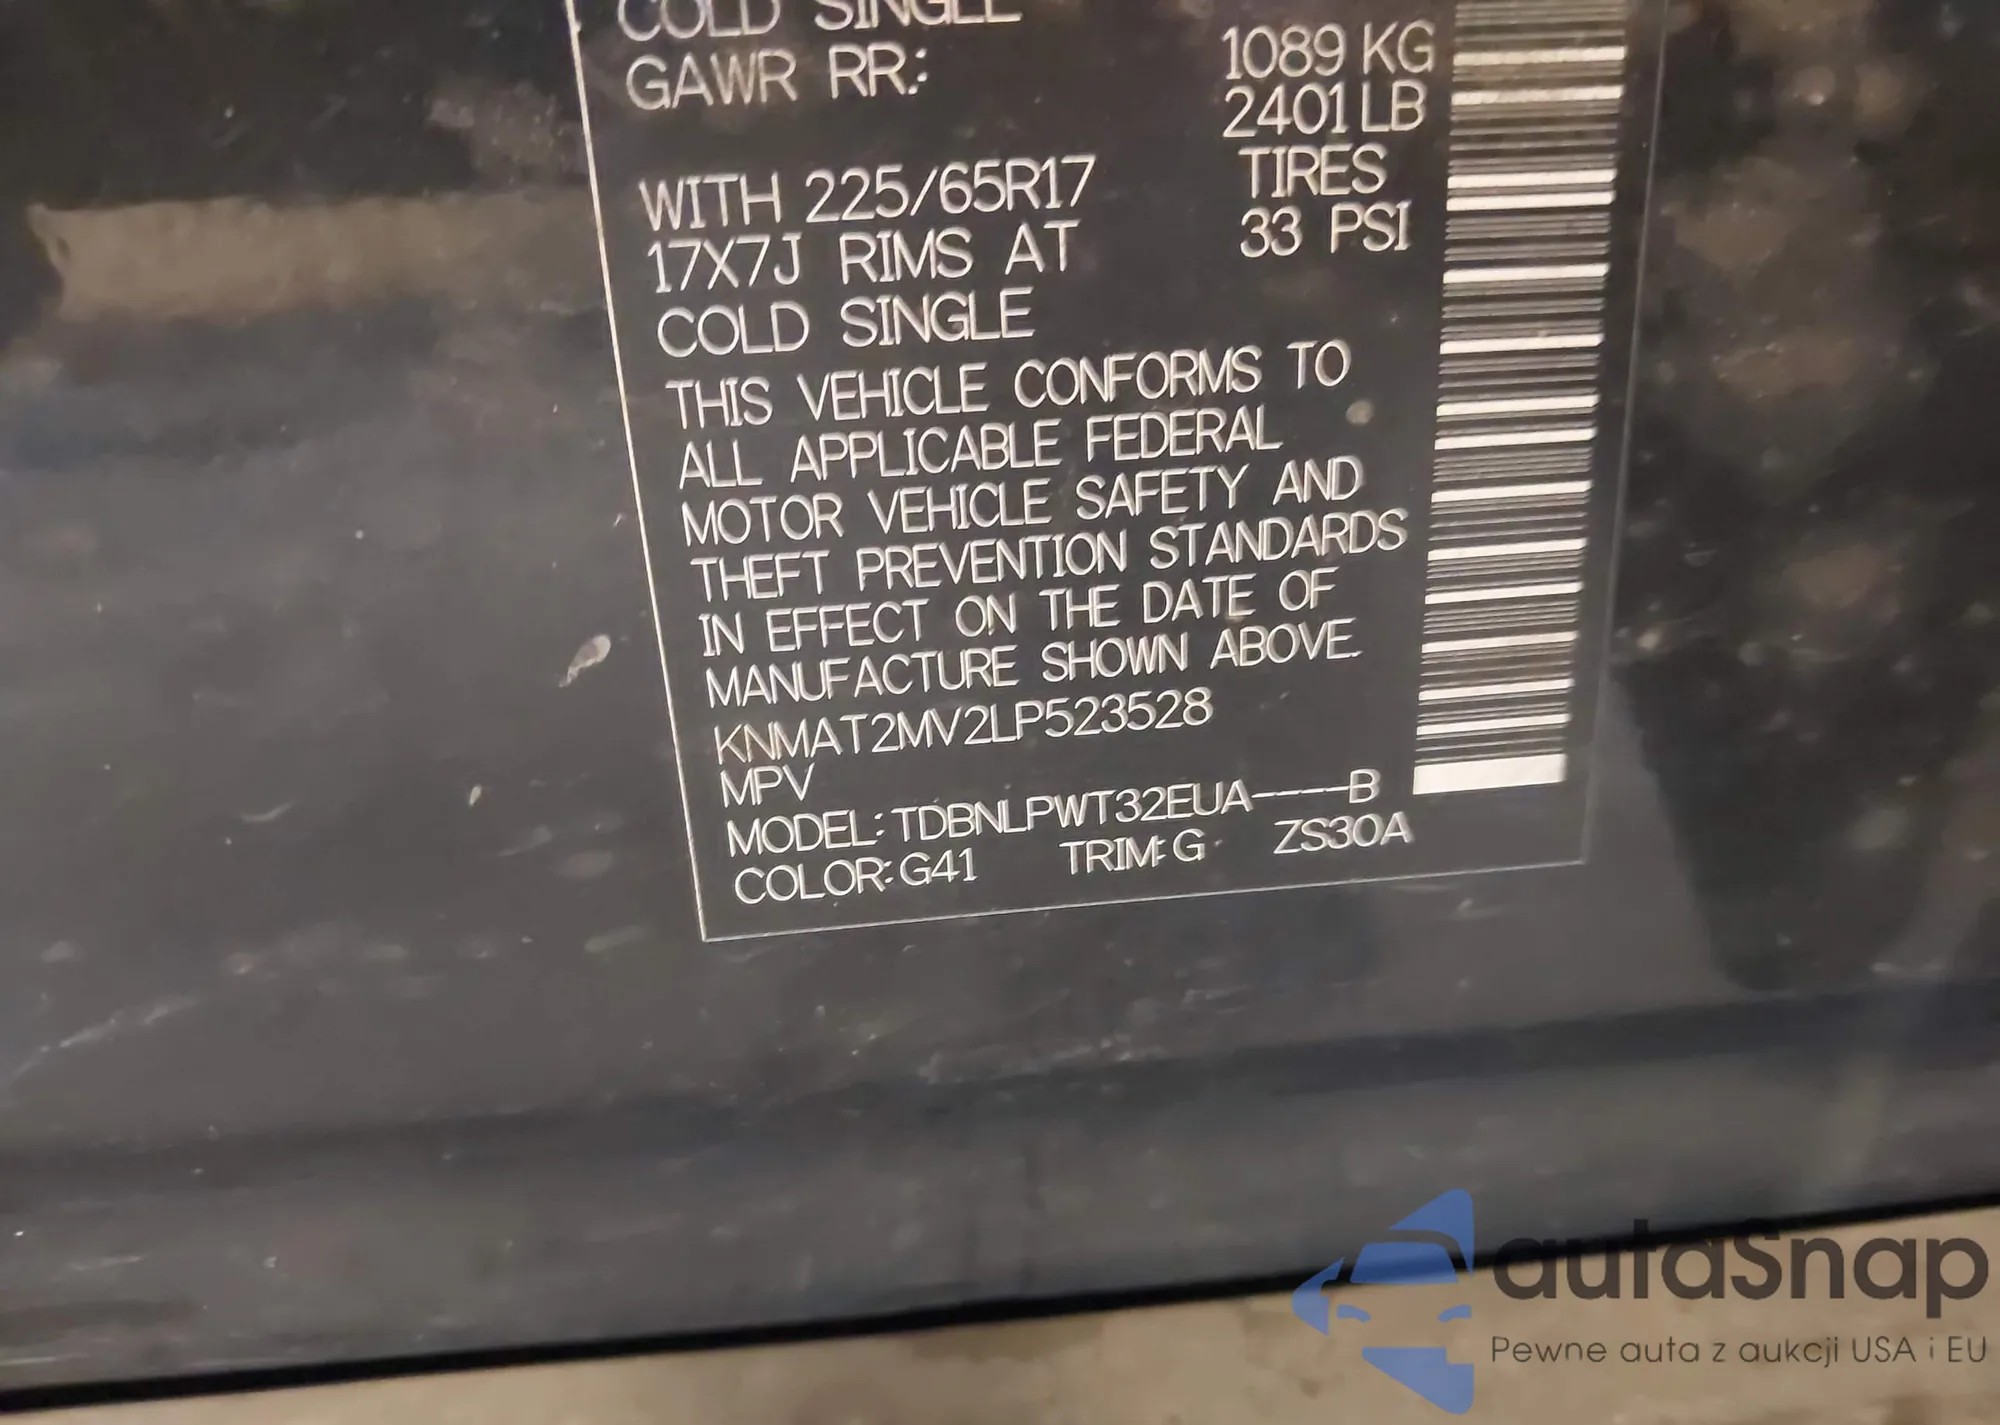 COLD SINGLE
GAWR RR.: 1089 KG
2401 LB
WITH 225/65R17 TIRES
17X7J RIMS AT 33 PSI
COLD SINGLE
THIS VEHICLE CONFORMS TO
ALL APPLICABLE FEDERAL
MOTOR VEHICLE SAFETY AND
THEFT PREVENTION STANDARDS
IN EFFECT ON THE DATE OF
MANUFACTURE SHOWN ABOVE.
KNMAT2MV2LP523528
MPV
MODEL:TDBNLPWT32EUA----B
COLOR:G41 TRIM:G ZS30A
autaSnap
Pewne auta z aukcji USA i EU